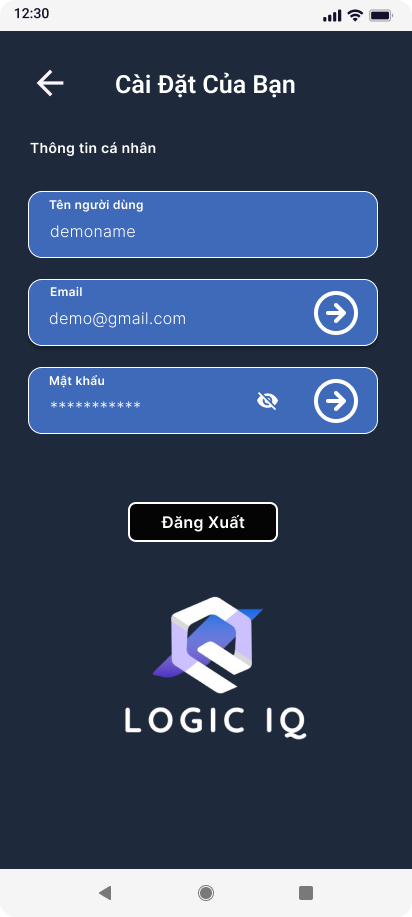 12:30
Cài Đặt Của Bạn
Thông tin cá nhân
Tên người dùng
demoname
Email
demo@gmail.com
Mật khẩu
***********
Đăng Xuất
LOGIC IQ